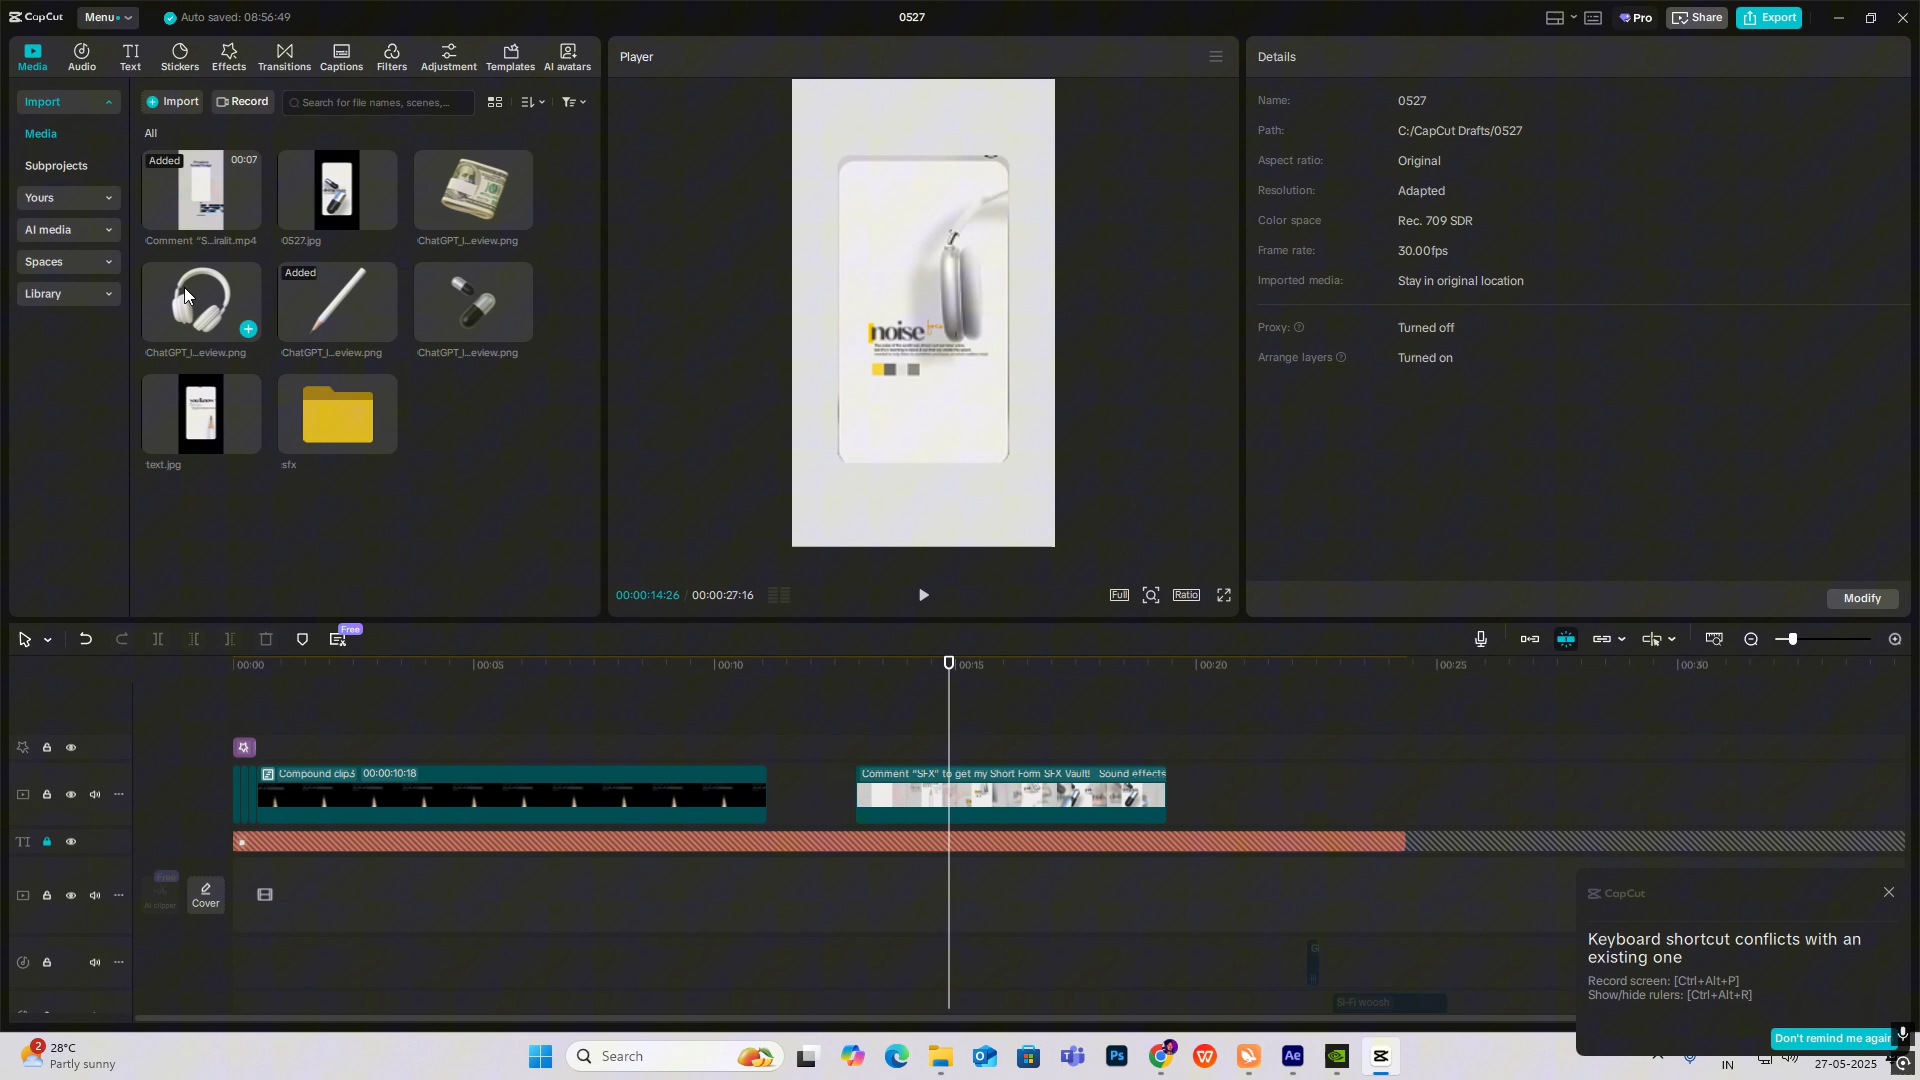 CapCut
Menu
Auto saved: 08:56:49
0527
Pro
Share
Export
Media
Audio
Text
Stickers
Effects
Transitions
Captions
Filters
Adjustment
Templates
AI avatars
Import
Media
Subprojects
Yours
AI media
Spaces
Library
Import
Record
Search for file names, scenes,...
All
Added
00:07
Comment "S...iralit.mp4
0527.jpg
ChatGPT_I...eview.png
Added
ChatGPT_I...eview.png
ChatGPT_I...eview.png
ChatGPT_I...eview.png
text.jpg
sfx
Player
noise
00:00:14:26 / 00:00:27:16
Full
Ratio
Details
Name: 0527
Path: C:/CapCut Drafts/0527
Aspect ratio: Original
Resolution: Adapted
Color space Rec. 709 SDR
Frame rate: 30.00fps
Imported media: Stay in original location
Proxy: Turned off
Arrange layers Turned on
Modify
Free
00:00
00:05
00:10
00:15
00:20
00:25
00:30
Compound clip3 00:00:10:18
Comment "SFX" to get my Short Form SFX Vault! Sound effects
TI
Free
AI clipper
Cover
Si-Fi woosh
CapCut
Keyboard shortcut conflicts with an
existing one
Record screen: [Ctrl+Alt+P]
Show/hide rulers: [Ctrl+Alt+R]
Don't remind me again
2
28°C
Partly sunny
Search
Ps
Ae
IN
27-05-2025